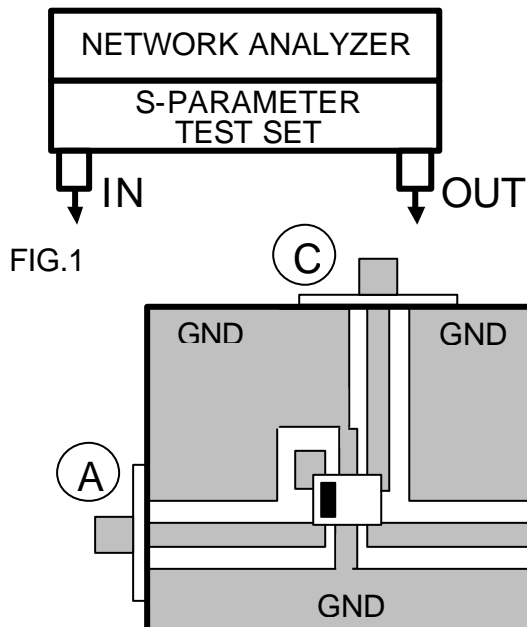 NETWORK ANALYZER
S-PARAMETER
TEST SET
IN
OUT
FIG.1
C
GND
GND
A
GND